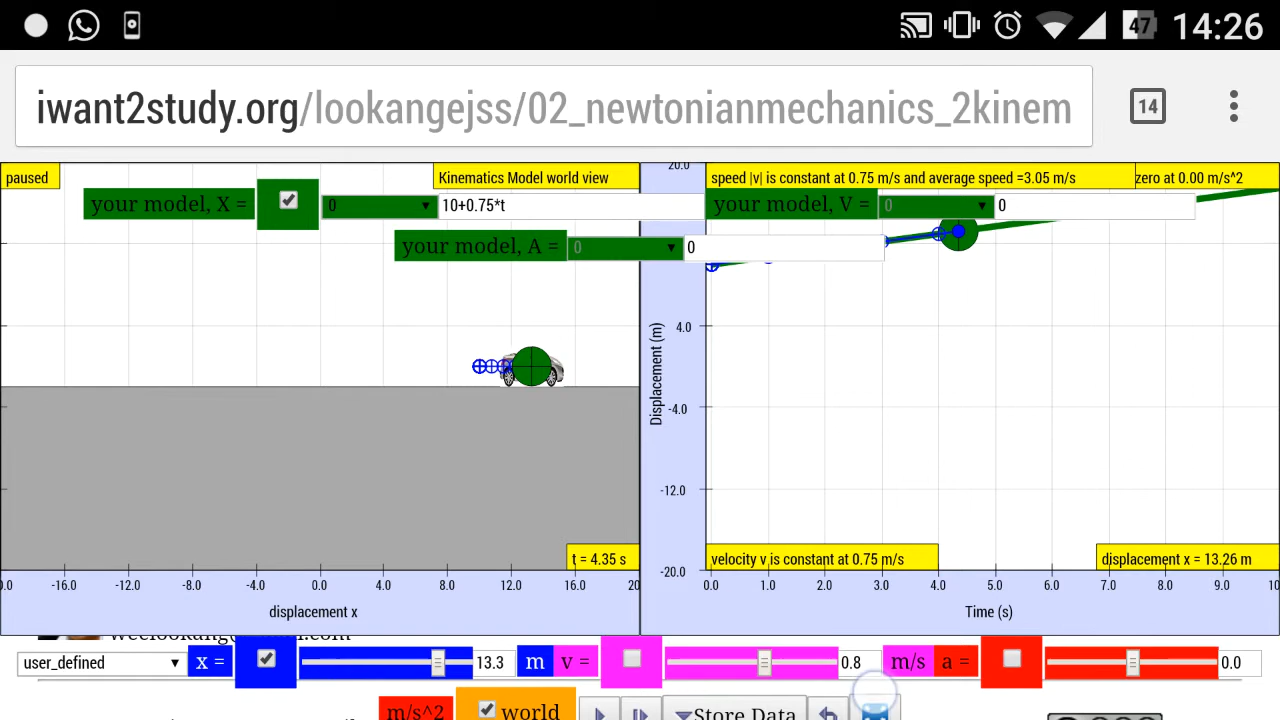 47 14:26
iwant2study.org/lookangejss/02_newtonianmechanics_2kinem 14
paused
Kinematics Model world view
20.0
speed |v| is constant at 0.75 m/s and average speed =3.05 m/s
zero at 0.00 m/s^2
your model, X = 0 10+0.75*t
your model, V = 0 0
your model, A = 0 0
Displacement (m)
4.0
-4.0
-12.0
-20.0
t = 4.35 s
velocity v is constant at 0.75 m/s
displacement x = 13.26 m
0.0 -16.0 -12.0 -8.0 -4.0 0.0 4.0 8.0 12.0 16.0 20
0.0 1.0 2.0 3.0 4.0 5.0 6.0 7.0 8.0 9.0 10
displacement x
Time (s)
user_defined x = 13.3 m v = 0.8 m/s a = 0.0
m/s^2 world Store Data